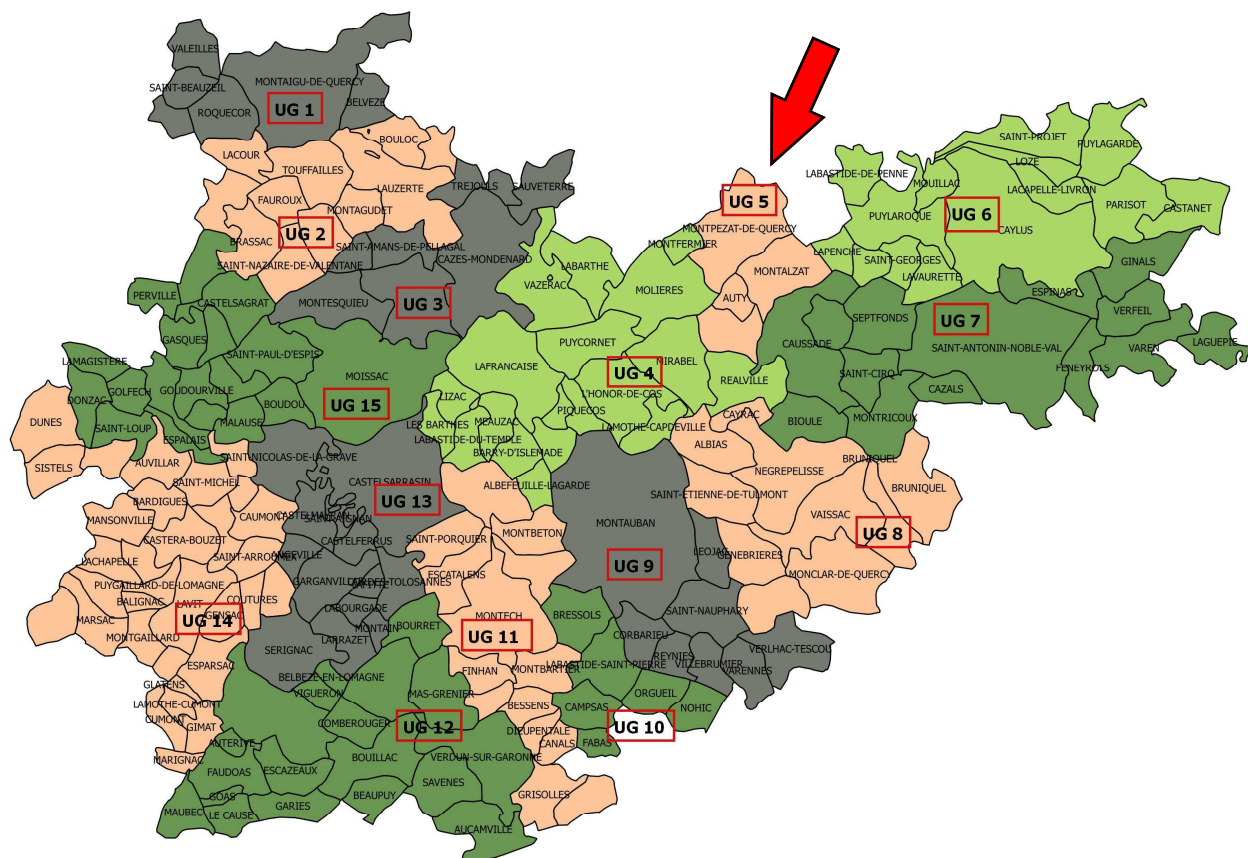 VALEILLES
SAINT-BEAUZEIL
MONTAIGU-DE-QUERCY
ROQUECOR
BELVEZE
UG 1
LACOUR
BOULOC
TOUFFAILLES
FAUROUX
LAUZERTE
MONTAGUDET
UG 2
BRASSAC
SAINT-NAZAIRE-DE-VALENTANE
TREJOULS
SAUVETERRE
SAINT-AMANS-DE-PELLAGAL
CAZES-MONDENARD
MONTESQUIEU
UG 3
LABARTHE
VAZERAC
MONTFERMIER
MOLIERES
PUYCORNET
LAFRANCAISE
UG 4
MIRABEL
REALVILLE
L'HONOR-DE-COS
PIQUECOS
LIZAC
MEAUZAC
LES BARTHES
LABASTIDE-DU-TEMPLE
BARRY-D'ISLEMADE
LAMOTHE-CAPDEVILLE
ALBEFEUILLE-LAGARDE
UG 5
MONTPEZAT-DE-QUERCY
MONTALZAT
AUTY
SAINT-PROJET
PUYLAGARDE
LABASTIDE-DE-PENNE
LOZE
MOUILLAC
LACAPELLE-LIVRON
PUYLAROQUE
UG 6
CAYLUS
PARISOT
CASTANET
LAPENCHE
SAINT-GEORGES
LAVAURETTE
GINALS
ESPINAS
SEPTFONDS
UG 7
VERFEIL
CAUSSADE
SAINT-ANTONIN-NOBLE-VAL
VAREN
LAGUEPIE
FENEYROLS
SAINT-CIRQ
CAZALS
BIOULE
MONTRICOUX
PERVILLE
CASTELSAGRAT
GASQUES
SAINT-PAUL-D'ESPIS
LAMAGISTERE
MOISSAC
GOLFECH
GOUDOURVILLE
DONZAC
BOUDOU
UG 15
SAINT-LOUP
MALAUSE
ESPALAIS
DUNES
SISTELS
AUVILLAR
SAINT-MICHEL
BARDIGUES
MANSONVILLE
CAUMONT
CASTERA-BOUZET
SAINT-ARROUMEX
LACHAPELLE
PUYGAILLARD-DE-LOMAGNE
BALIGNAC
LAVIT
COUTURES
GENSAC
MARSAC
UG 14
MONTGAILLARD
ESPARSAC
GLATENS
LAMOTHE-CUMONT
CUMONT
GIMAT
MARIGNAC
SAINT-NICOLAS-DE-LA-GRAVE
CASTELSARRASIN
UG 13
CASTELMAYRAN
SAINT-AIGNAN
CASTELFERRUS
ANGEVILLE
GARGANVILLAR
LAFITTE
CORDES-TOLOSANNES
LABOURGADE
MONTAIN
LARRAZET
SERIGNAC
CAYRAC
ALBIAS
NEGREPELISSE
BRUNIQUEL
BRUNIQUEL
SAINT-ETIENNE-DE-TULMONT
VAISSAC
UG 8
GENEBRIERES
MONCLAR-DE-QUERCY
MONTAUBAN
LEOJAC
UG 9
SAINT-NAUPHARY
CORBARIEU
REYNIES
VILLEBRUMIER
VERLHAC-TESCOU
VARENNES
SAINT-PORQUIER
MONTBETON
ESCATALENS
MONTECH
UG 11
FINHAN
MONTBARTIER
BESSENS
DIEUPENTALE
CANALS
GRISOLLES
BRESSOLS
LABASTIDE-SAINT-PIERRE
ORGUEIL
CAMPSAS
NOHIC
UG 10
FABAS
BOURRET
BELBEZE-EN-LOMAGNE
VIGUERON
MAS-GRENIER
COMBEROUGER
UG 12
AUTERIVE
BOUILLAC
VERDUN-SUR-GARONNE
FAUDOAS
ESCAZEAUX
SAVENES
GOAS
BEAUPUY
MAUBEC
LE CAUSE
GARIES
AUCAMVILLE